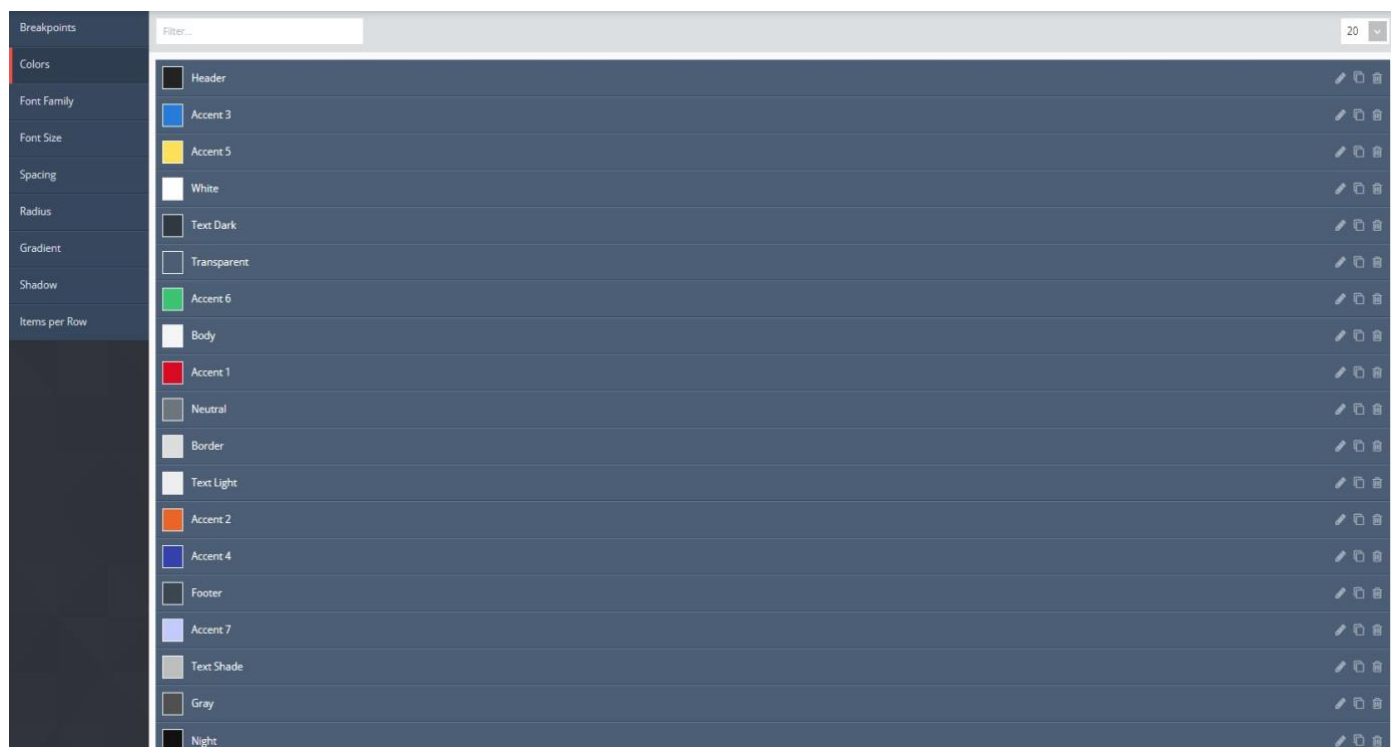 Breakpoints
Colors
Font Family
Font Size
Spacing
Radius
Gradient
Shadow
Items per Row
Filter...
20
Header
Accent 3
Accent 5
White
Text Dark
Transparent
Accent 6
Body
Accent 1
Neutral
Border
Text Light
Accent 2
Accent 4
Footer
Accent 7
Text Shade
Gray
Night